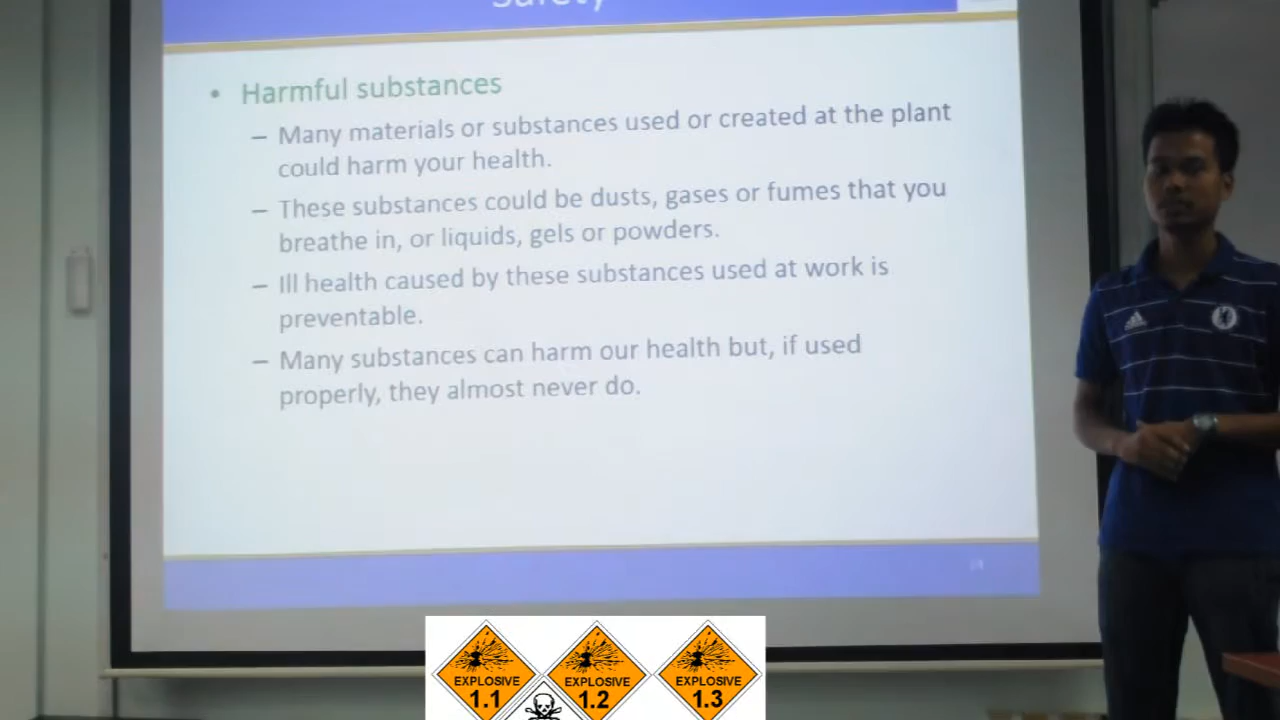 Safety
• Harmful substances
– Many materials or substances used or created at the plant
could harm your health.
– These substances could be dusts, gases or fumes that you
breathe in, or liquids, gels or powders.
– Ill health caused by these substances used at work is
preventable.
– Many substances can harm our health but, if used
properly, they almost never do.
adidas
EXPLOSIVE EXPLOSIVE EXPLOSIVE
1.1 1.2 1.3